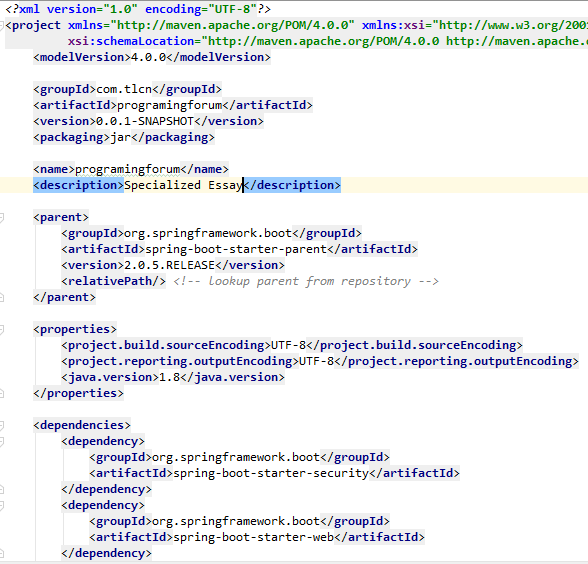 <?xml version="1.0" encoding="UTF-8"?>
<project xmlns="http://maven.apache.org/POM/4.0.0" xmlns:xsi="http://www.w3.org/200
xsi:schemaLocation="http://maven.apache.org/POM/4.0.0 http://maven.apache.
<modelVersion>4.0.0</modelVersion>
<groupId>com.tlcn</groupId>
<artifactId>programingforum</artifactId>
<version>0.0.1-SNAPSHOT</version>
<packaging>jar</packaging>
<name>programingforum</name>
<description>Specialized Essay</description>
<parent>
<groupId>org.springframework.boot</groupId>
<artifactId>spring-boot-starter-parent</artifactId>
<version>2.0.5.RELEASE</version>
<relativePath/> <!-- lookup parent from repository -->
</parent>
<properties>
<project.build.sourceEncoding>UTF-8</project.build.sourceEncoding>
<project.reporting.outputEncoding>UTF-8</project.reporting.outputEncoding>
<java.version>1.8</java.version>
</properties>
<dependencies>
<dependency>
<groupId>org.springframework.boot</groupId>
<artifactId>spring-boot-starter-security</artifactId>
</dependency>
<dependency>
<groupId>org.springframework.boot</groupId>
<artifactId>spring-boot-starter-web</artifactId>
</dependency>